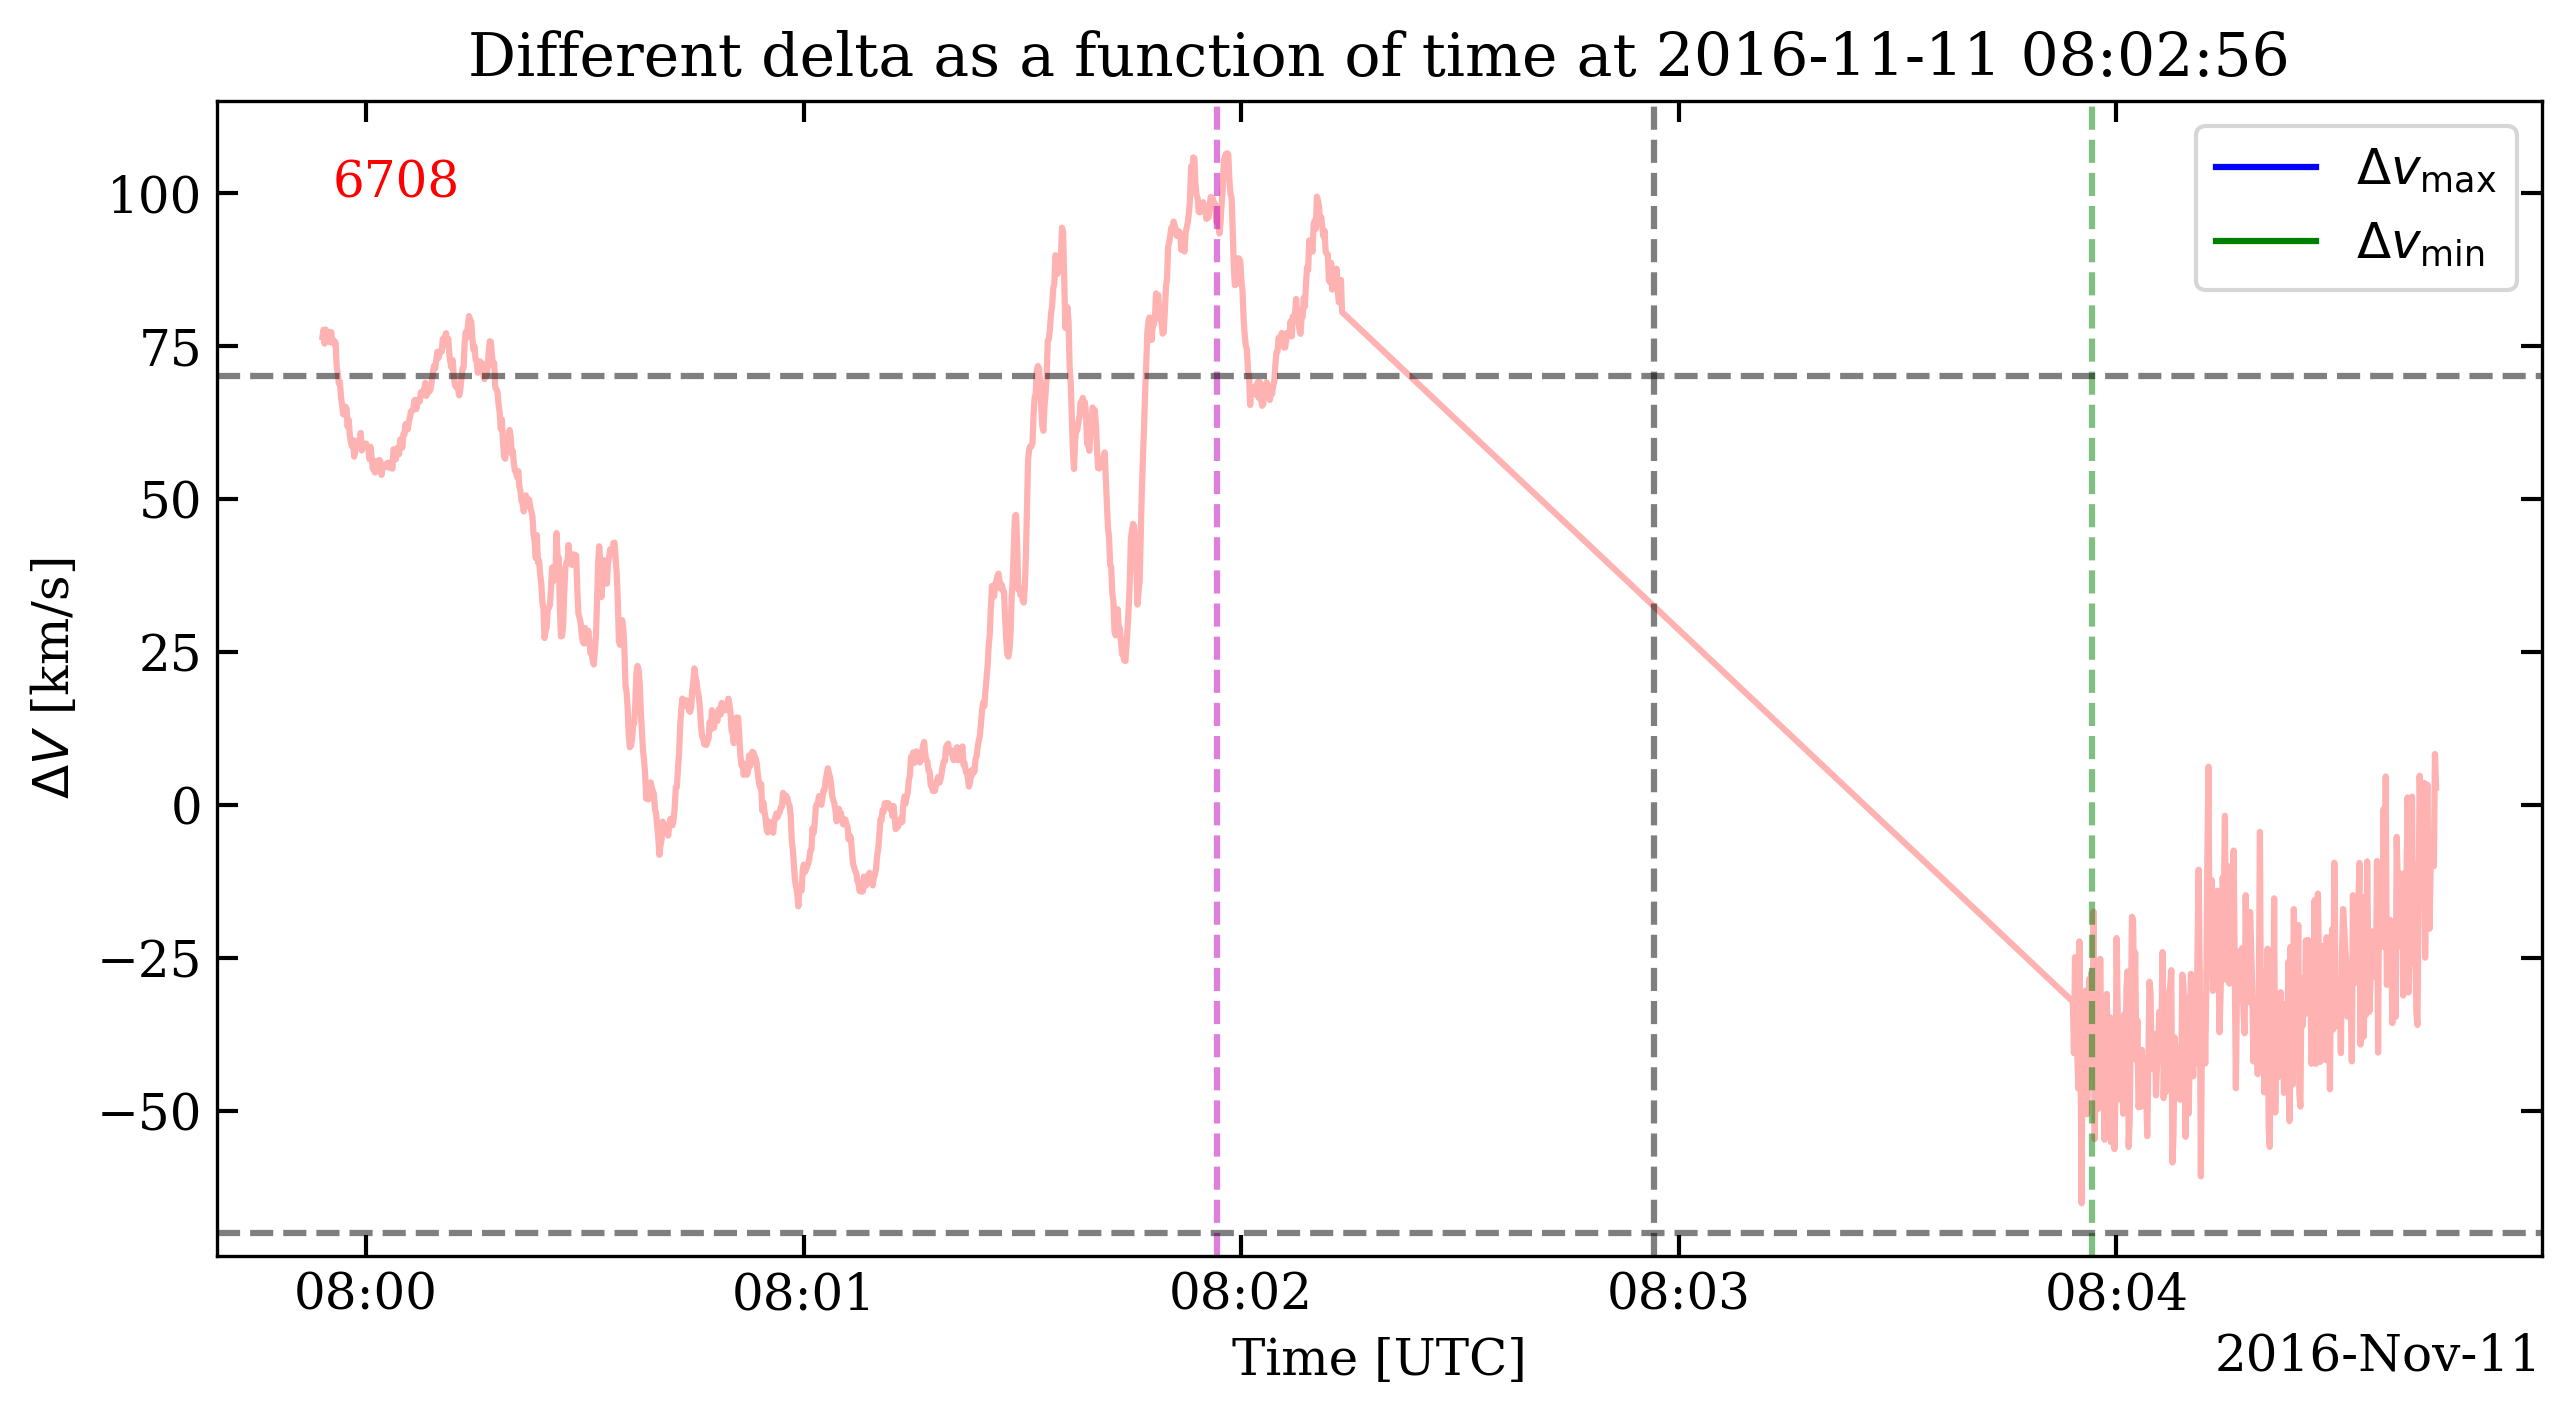 Different delta as a function of time at 2016-11-11 08:02:56
6708
Δv_max
Δv_min
100
75
50
25
0
−25
−50
ΔV [km/s]
08:00 08:01 08:02 08:03 08:04
Time [UTC]
2016-Nov-11